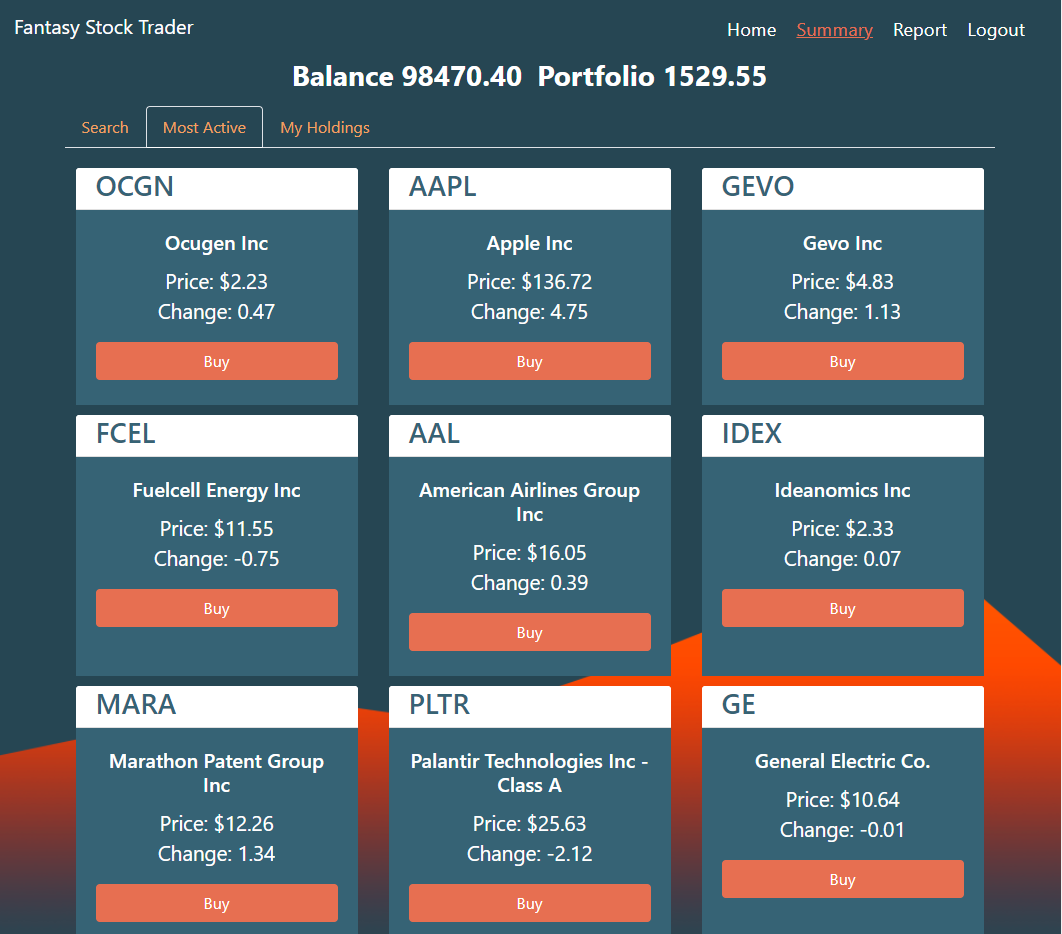 Fantasy Stock Trader
Home Summary Report Logout
Balance 98470.40 Portfolio 1529.55
Search Most Active My Holdings
OCGN
Ocugen Inc
Price: $2.23
Change: 0.47
Buy
AAPL
Apple Inc
Price: $136.72
Change: 4.75
Buy
GEVO
Gevo Inc
Price: $4.83
Change: 1.13
Buy
FCEL
Fuelcell Energy Inc
Price: $11.55
Change: -0.75
Buy
AAL
American Airlines Group
Inc
Price: $16.05
Change: 0.39
Buy
IDEX
Ideanomics Inc
Price: $2.33
Change: 0.07
Buy
MARA
Marathon Patent Group
Inc
Price: $12.26
Change: 1.34
Buy
PLTR
Palantir Technologies Inc -
Class A
Price: $25.63
Change: -2.12
Buy
GE
General Electric Co.
Price: $10.64
Change: -0.01
Buy